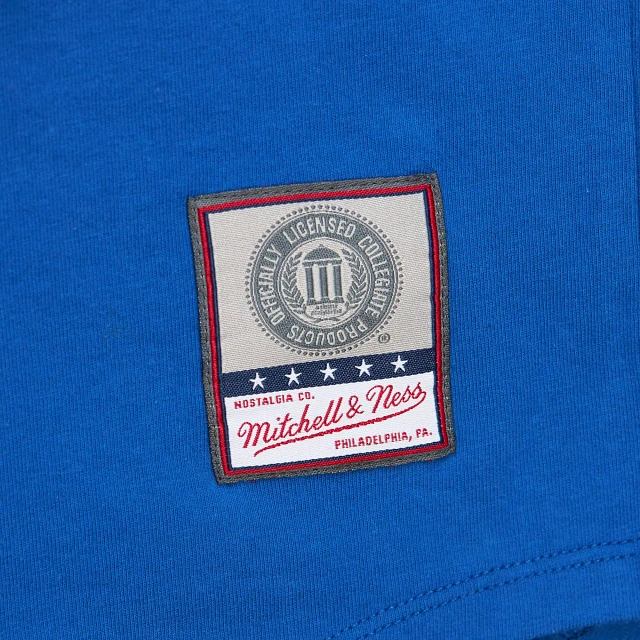 OFFICIALLY LICENSED COLLEGIATE PRODUCTS
®
NOSTALGIA CO.
Mitchell & Ness
PHILADELPHIA, PA.